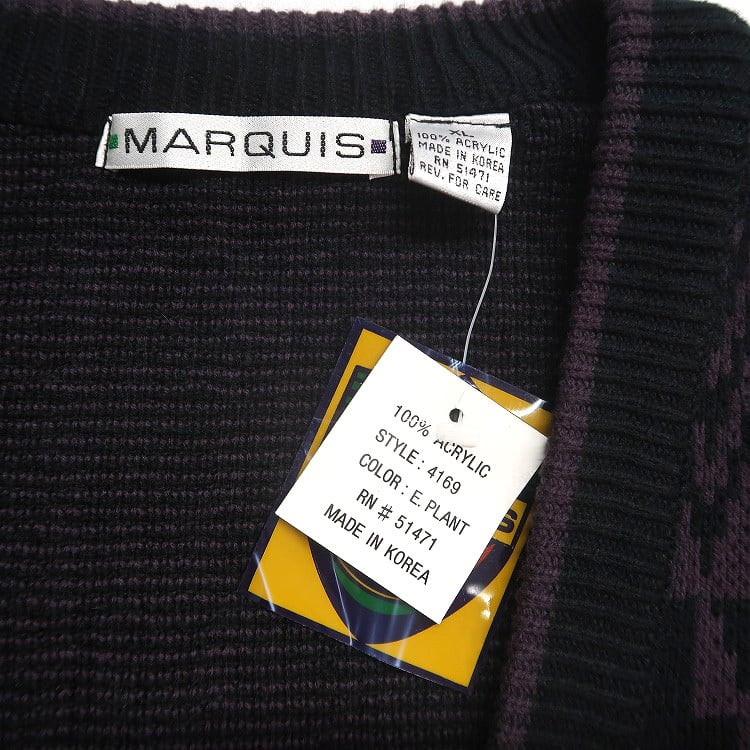 MARQUIS
XL
100% ACRYLIC
MADE IN KOREA
RN 51471
REV. FOR CARE
100% ACRYLIC
STYLE : 4169
COLOR : E. PLANT
RN # 51471
MADE IN KOREA